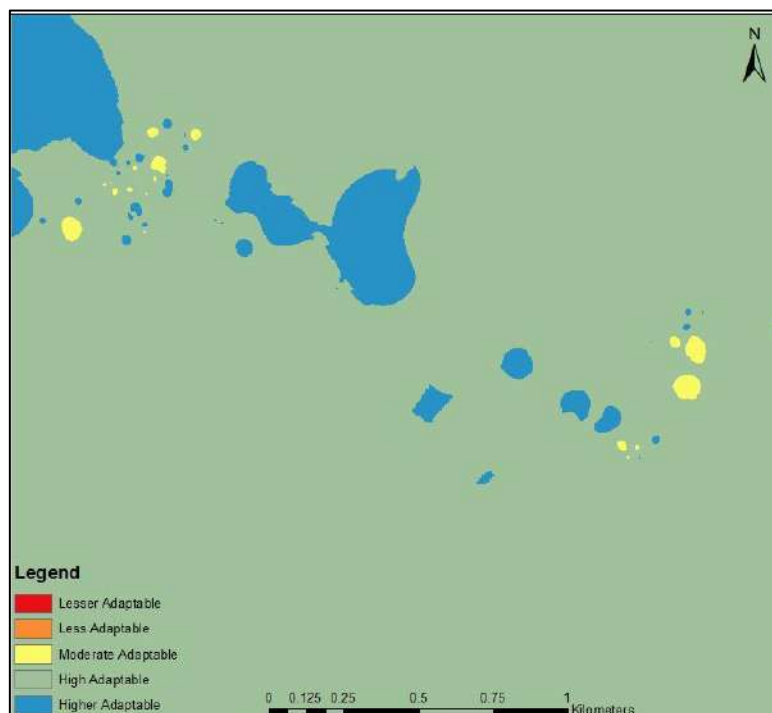 N
Legend
Lesser Adaptable
Less Adaptable
Moderate Adaptable
High Adaptable
Higher Adaptable
0 0.125 0.25 0.5 0.75 1
Kilometers